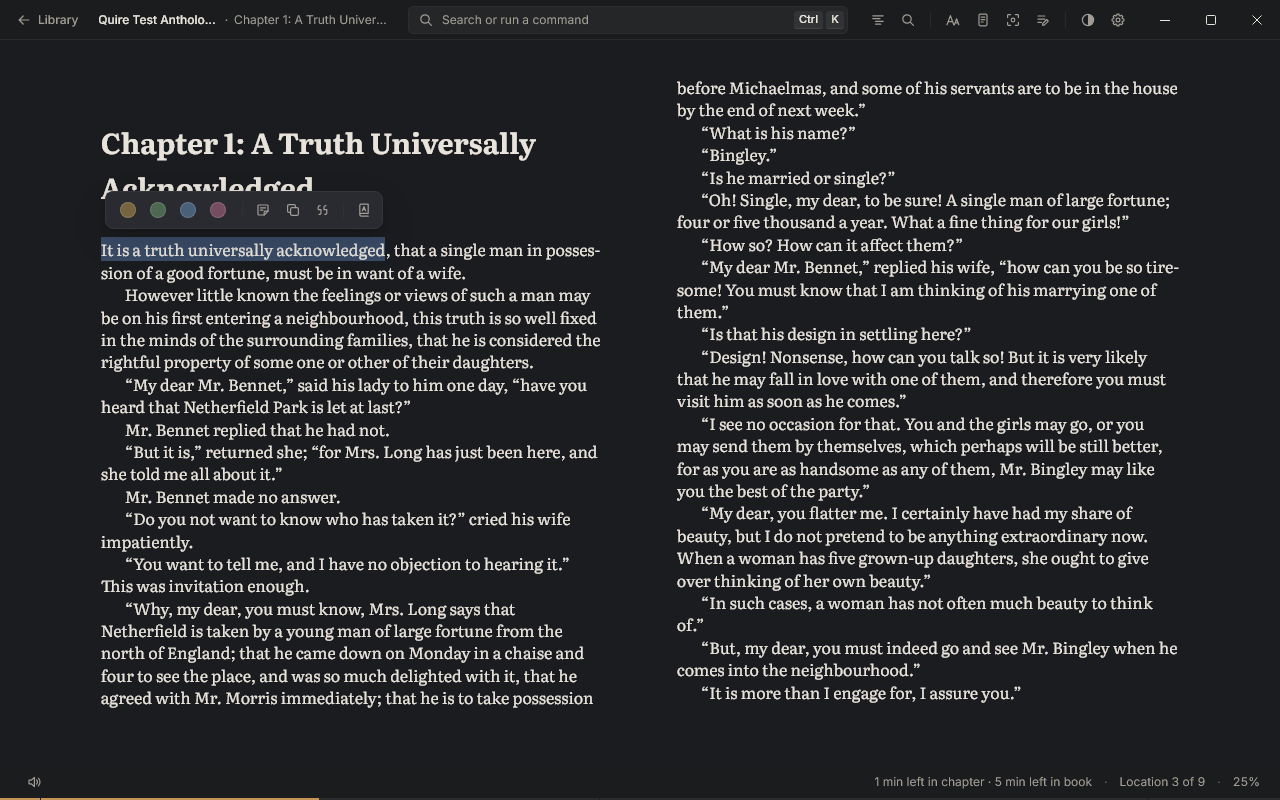 Library
Quire Test Antholo... · Chapter 1: A Truth Univer...
Search or run a command
Ctrl K
Chapter 1: A Truth Universally
Acknowledged
It is a truth universally acknowledged, that a single man in posses-
sion of a good fortune, must be in want of a wife.
However little known the feelings or views of such a man may
be on his first entering a neighbourhood, this truth is so well fixed
in the minds of the surrounding families, that he is considered the
rightful property of some one or other of their daughters.
“My dear Mr. Bennet,” said his lady to him one day, “have you
heard that Netherfield Park is let at last?”
Mr. Bennet replied that he had not.
“But it is,” returned she; “for Mrs. Long has just been here, and
she told me all about it.”
Mr. Bennet made no answer.
“Do you not want to know who has taken it?” cried his wife
impatiently.
“You want to tell me, and I have no objection to hearing it.”
This was invitation enough.
“Why, my dear, you must know, Mrs. Long says that
Netherfield is taken by a young man of large fortune from the
north of England; that he came down on Monday in a chaise and
four to see the place, and was so much delighted with it, that he
agreed with Mr. Morris immediately; that he is to take possession
before Michaelmas, and some of his servants are to be in the house
by the end of next week.”
“What is his name?”
“Bingley.”
“Is he married or single?”
“Oh! Single, my dear, to be sure! A single man of large fortune;
four or five thousand a year. What a fine thing for our girls!”
“How so? How can it affect them?”
“My dear Mr. Bennet,” replied his wife, “how can you be so tire-
some! You must know that I am thinking of his marrying one of
them.”
“Is that his design in settling here?”
“Design! Nonsense, how can you talk so! But it is very likely
that he may fall in love with one of them, and therefore you must
visit him as soon as he comes.”
“I see no occasion for that. You and the girls may go, or you
may send them by themselves, which perhaps will be still better,
for as you are as handsome as any of them, Mr. Bingley may like
you the best of the party.”
“My dear, you flatter me. I certainly have had my share of
beauty, but I do not pretend to be anything extraordinary now.
When a woman has five grown-up daughters, she ought to give
over thinking of her own beauty.”
“In such cases, a woman has not often much beauty to think
of.”
“But, my dear, you must indeed go and see Mr. Bingley when he
comes into the neighbourhood.”
“It is more than I engage for, I assure you.”
1 min left in chapter · 5 min left in book · Location 3 of 9 · 25%